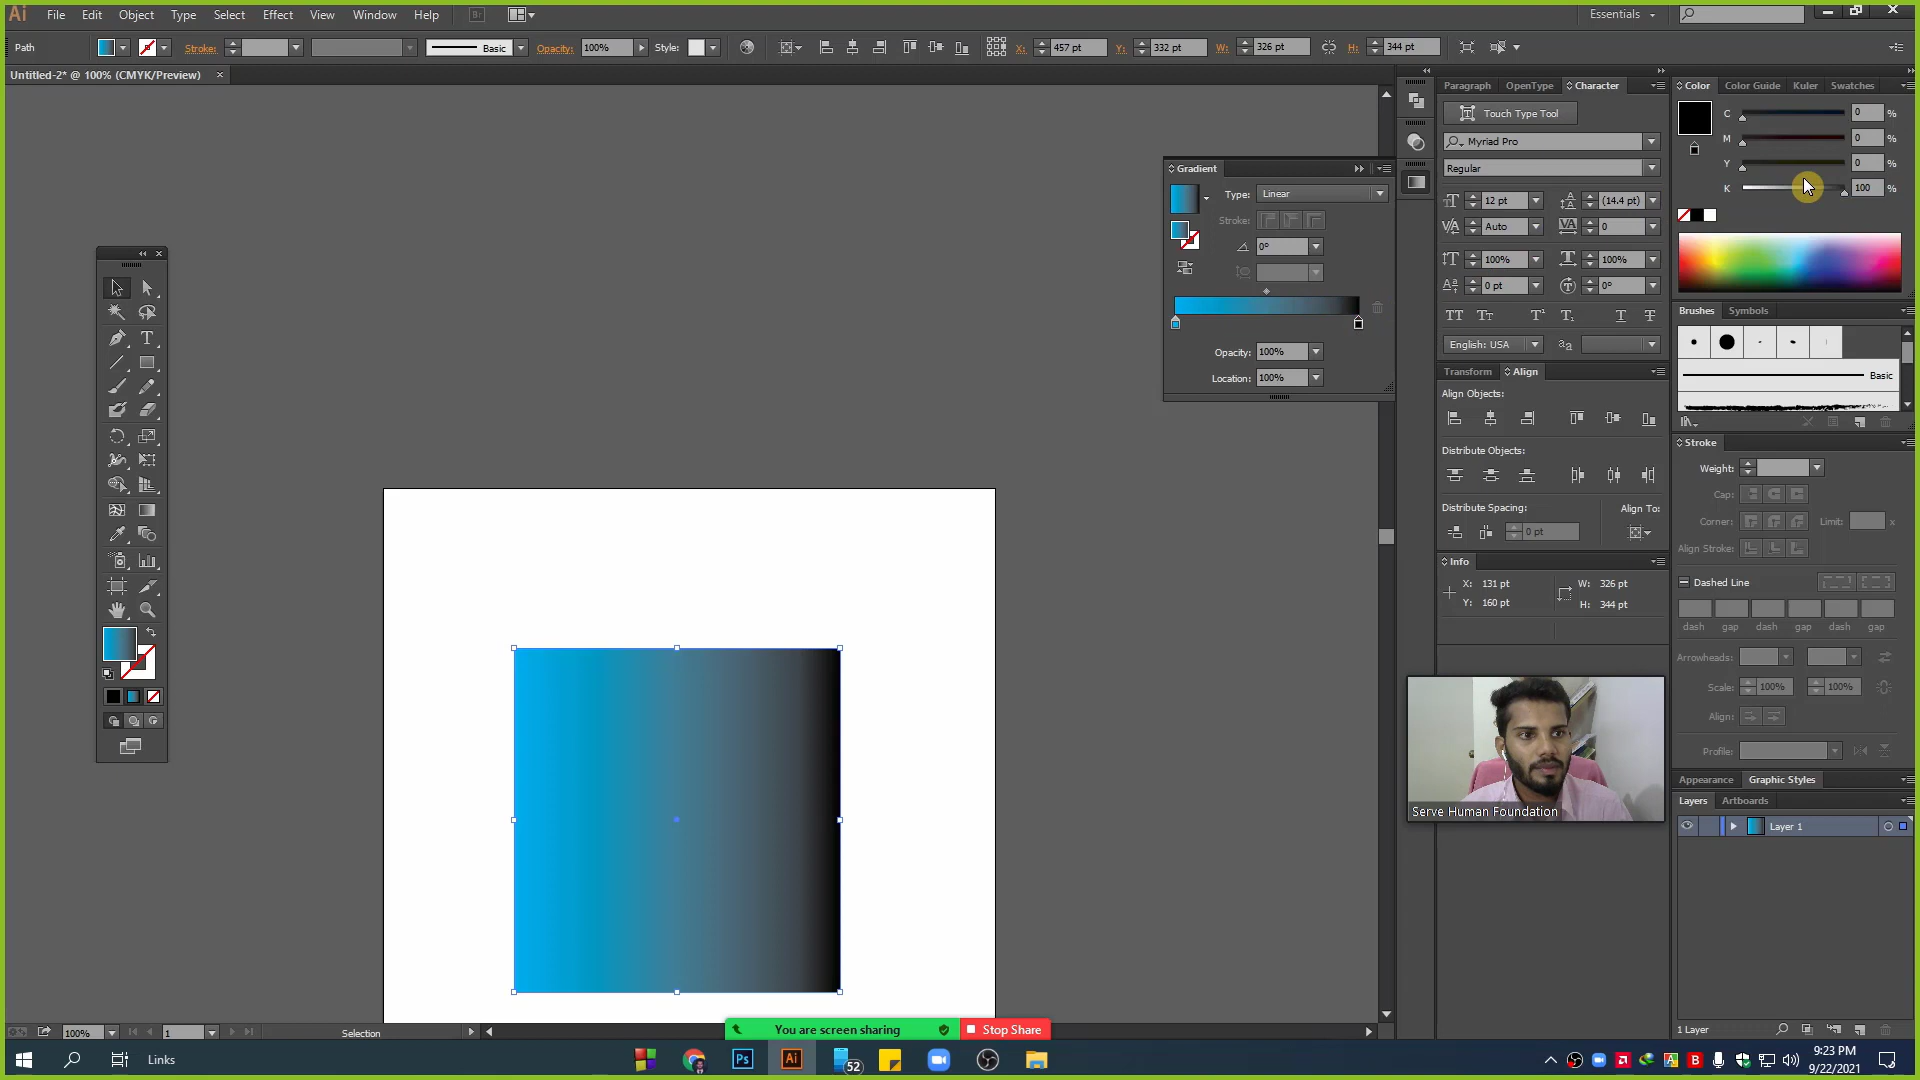 Ai File Edit Object Type Select Effect View Window Help Br Essentials
Path Stroke: Basic Opacity: 100% Style: X: 457 pt Y: 332 pt W: 326 pt H: 344 pt
Untitled-2* @ 100% (CMYK/Preview) ×
Gradient
Type: Linear
Stroke:
0°
Opacity: 100%
Location: 100%
Paragraph OpenType Character
Touch Type Tool
Myriad Pro
Regular
12 pt (14.4 pt)
Auto 0
100% 100%
0 pt 0°
English: USA
Transform Align
Align Objects:
Distribute Objects:
Distribute Spacing: Align To:
0 pt
Info
X: 131 pt W: 326 pt
Y: 160 pt H: 344 pt
Serve Human Foundation
Color Color Guide Kuler Swatches
C 0 %
M 0 %
Y 0 %
K 100 %
Brushes Symbols
Basic
Stroke
Weight:
Cap:
Corner: Limit: x
Align Stroke:
Dashed Line
dash gap dash gap dash gap
Arrowheads:
Scale: 100% 100%
Align:
Profile:
Appearance Graphic Styles
Layers Artboards
Layer 1
1 Layer
100% 1 Selection
You are screen sharing Stop Share
Links Ps Ai 52
9:23 PM
9/22/2021